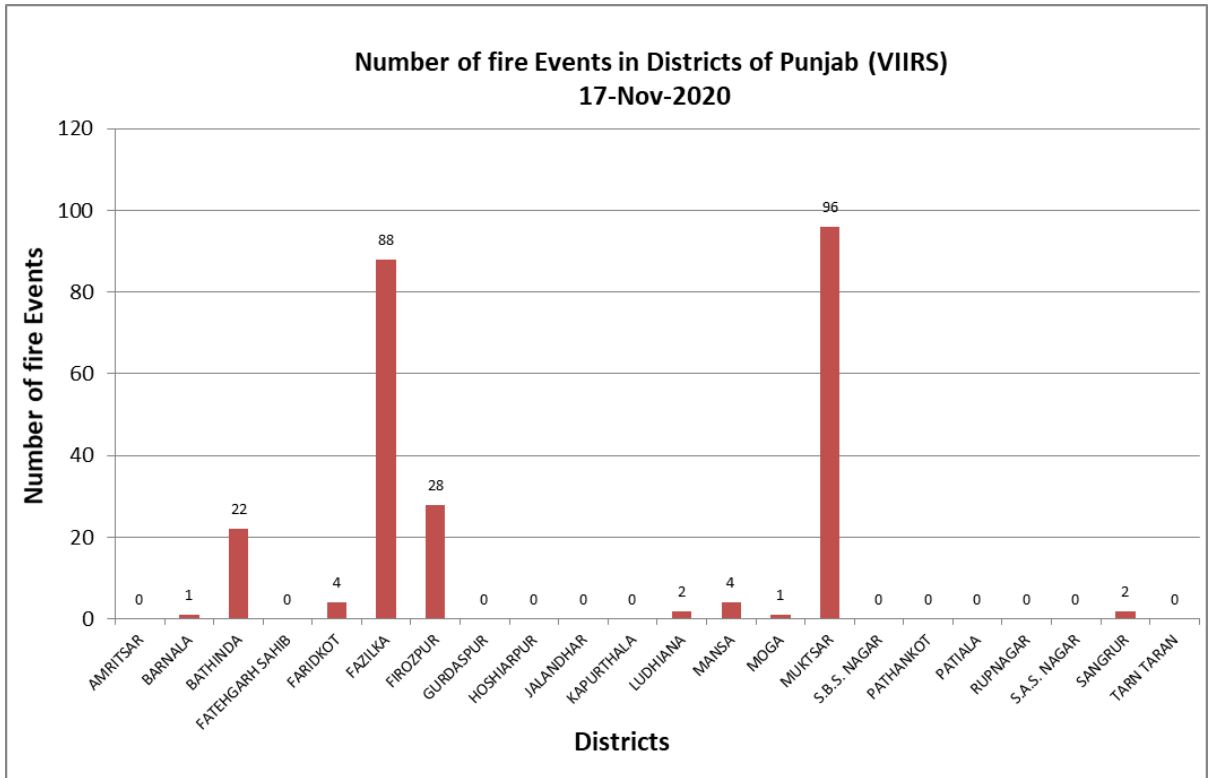 Number of fire Events in Districts of Punjab (VIIRS)
17-Nov-2020
Number of fire Events
120
100
80
60
40
20
0
0
1
22
0
4
88
28
0
0
0
0
2
4
1
96
0
0
0
0
0
2
0
AMRITSAR
BARNALA
BATHINDA
FATEHGARH SAHIB
FARIDKOT
FAZILKA
FIROZPUR
GURDASPUR
HOSHIARPUR
JALANDHAR
KAPURTHALA
LUDHIANA
MANSA
MOGA
MUKTSAR
S.B.S. NAGAR
PATHANKOT
PATIALA
RUPNAGAR
S.A.S. NAGAR
SANGRUR
TARN TARAN
Districts